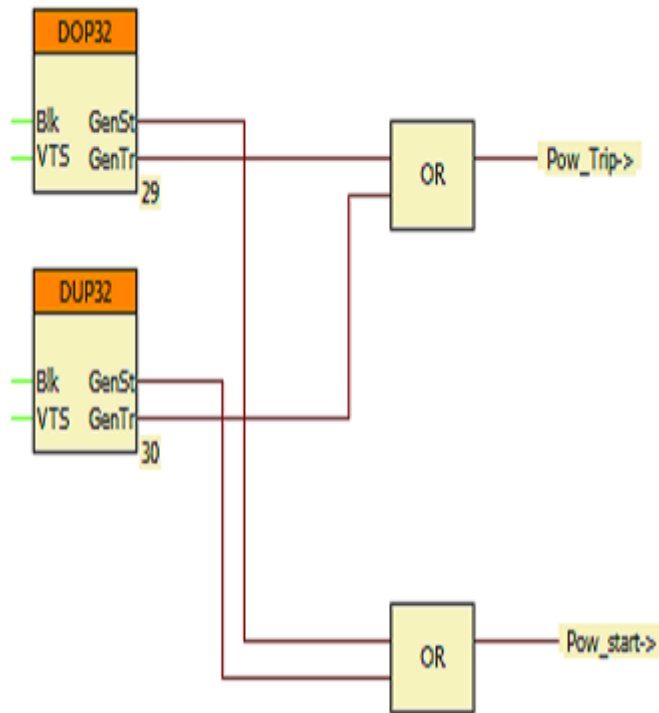 DOP32
Blk GenSt
VTS GenTr
29
OR
Pow_Trip->
DUP32
Blk GenSt
VTS GenTr
30
OR
Pow_start->